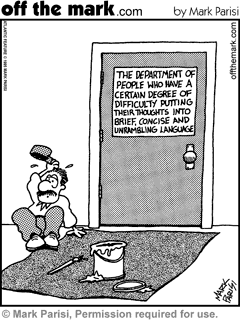 off the mark.com by Mark Parisi
THE DEPARTMENT OF
PEOPLE WHO HAVE A
CERTAIN DEGREE OF
DIFFICULTY PUTTING
THEIR THOUGHTS INTO
BRIEF, CONCISE AND
UNRAMBLING LANGUAGE
offthemark.com
MARK PARISI
© Mark Parisi, Permission required for use.